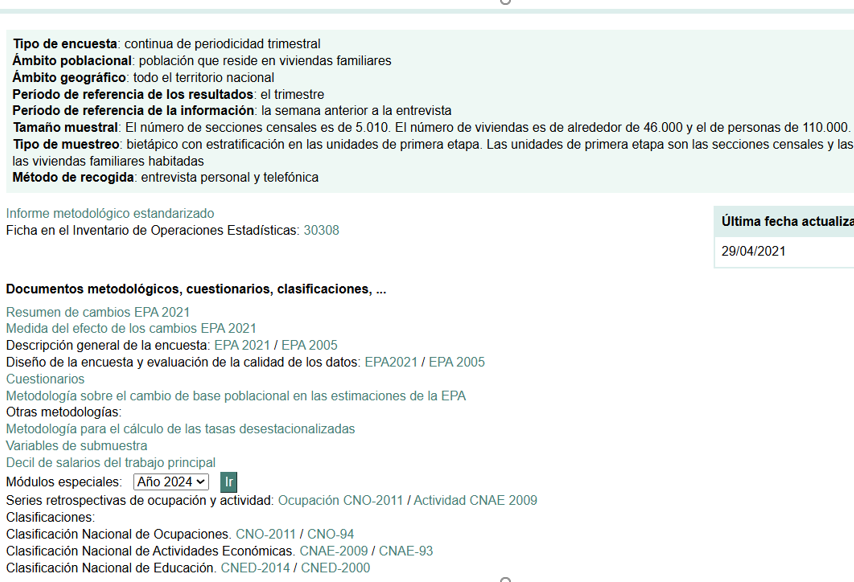 Tipo de encuesta: continua de periodicidad trimestral
Ámbito poblacional: población que reside en viviendas familiares
Ámbito geográfico: todo el territorio nacional
Período de referencia de los resultados: el trimestre
Período de referencia de la información: la semana anterior a la entrevista
Tamaño muestral: El número de secciones censales es de 5.010. El número de viviendas es de alrededor de 46.000 y el de personas de 110.000.
Tipo de muestreo: bietápico con estratificación en las unidades de primera etapa. Las unidades de primera etapa son las secciones censales y las
las viviendas familiares habitadas
Método de recogida: entrevista personal y telefónica
Informe metodológico estandarizado
Ficha en el Inventario de Operaciones Estadísticas: 30308
Última fecha actualiza
29/04/2021
Documentos metodológicos, cuestionarios, clasificaciones, ...
Resumen de cambios EPA 2021
Medida del efecto de los cambios EPA 2021
Descripción general de la encuesta: EPA 2021 / EPA 2005
Diseño de la encuesta y evaluación de la calidad de los datos: EPA2021 / EPA 2005
Cuestionarios
Metodología sobre el cambio de base poblacional en las estimaciones de la EPA
Otras metodologías:
Metodología para el cálculo de las tasas desestacionalizadas
Variables de submuestra
Decil de salarios del trabajo principal
Módulos especiales: Año 2024 Ir
Series retrospectivas de ocupación y actividad: Ocupación CNO-2011 / Actividad CNAE 2009
Clasificaciones:
Clasificación Nacional de Ocupaciones. CNO-2011 / CNO-94
Clasificación Nacional de Actividades Económicas. CNAE-2009 / CNAE-93
Clasificación Nacional de Educación. CNED-2014 / CNED-2000